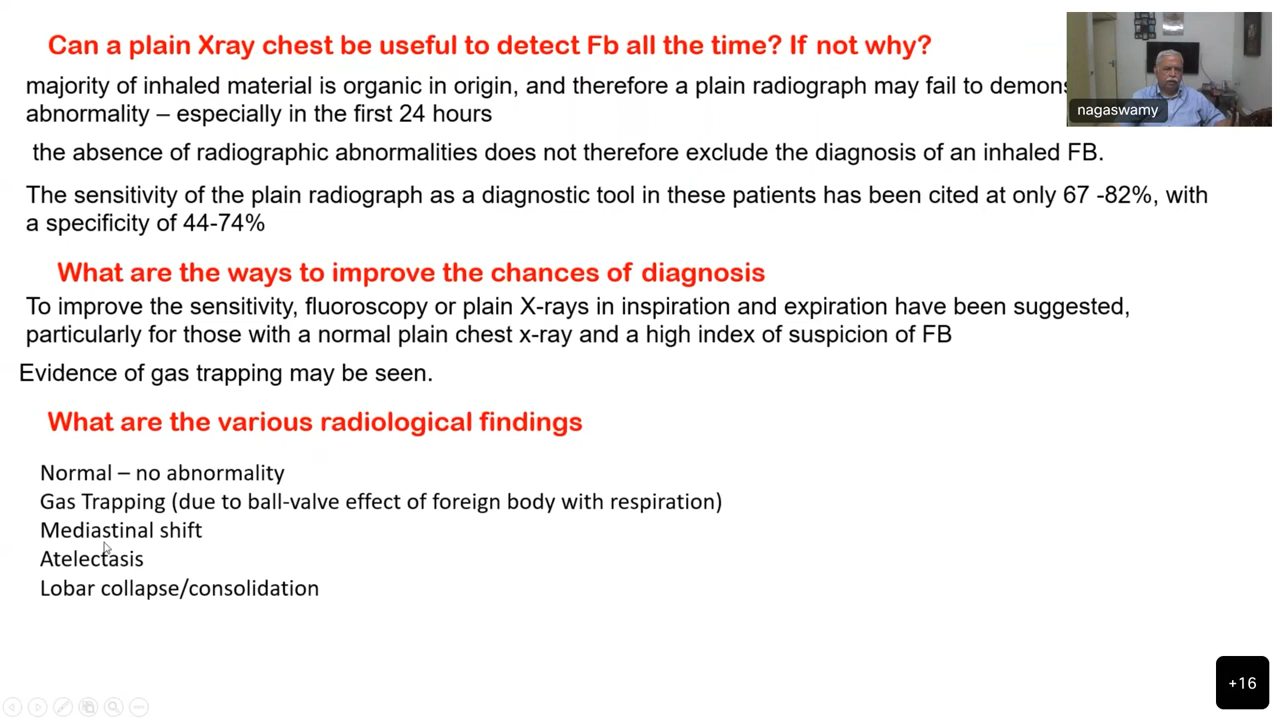 Can a plain Xray chest be useful to detect Fb all the time? If not why?
majority of inhaled material is organic in origin, and therefore a plain radiograph may fail to demons
abnormality – especially in the first 24 hours
nagaswamy
the absence of radiographic abnormalities does not therefore exclude the diagnosis of an inhaled FB.
The sensitivity of the plain radiograph as a diagnostic tool in these patients has been cited at only 67 -82%, with
a specificity of 44-74%
What are the ways to improve the chances of diagnosis
To improve the sensitivity, fluoroscopy or plain X-rays in inspiration and expiration have been suggested,
particularly for those with a normal plain chest x-ray and a high index of suspicion of FB
Evidence of gas trapping may be seen.
What are the various radiological findings
Normal – no abnormality
Gas Trapping (due to ball-valve effect of foreign body with respiration)
Mediastinal shift
Atelectasis
Lobar collapse/consolidation
+16